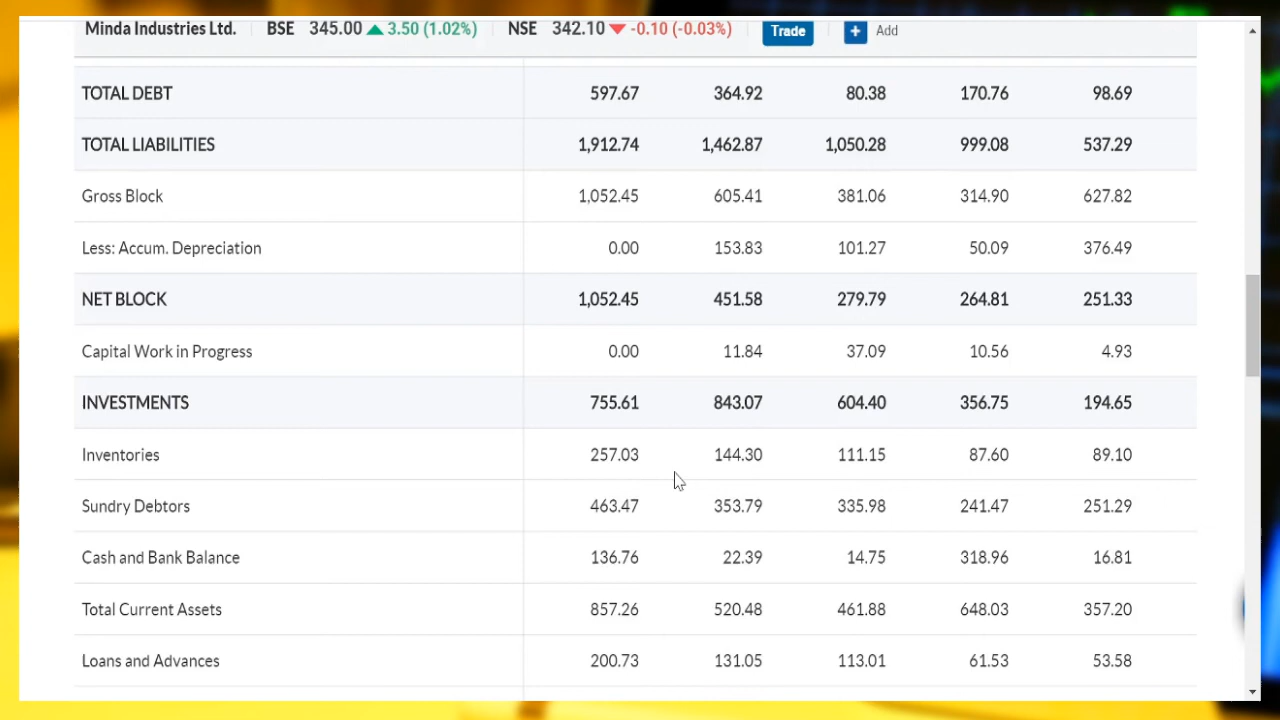 Minda Industries Ltd. BSE 345.00 3.50 (1.02%) NSE 342.10 -0.10 (-0.03%) Trade + Add
TOTAL DEBT 597.67 364.92 80.38 170.76 98.69
TOTAL LIABILITIES 1,912.74 1,462.87 1,050.28 999.08 537.29
Gross Block 1,052.45 605.41 381.06 314.90 627.82
Less: Accum. Depreciation 0.00 153.83 101.27 50.09 376.49
NET BLOCK 1,052.45 451.58 279.79 264.81 251.33
Capital Work in Progress 0.00 11.84 37.09 10.56 4.93
INVESTMENTS 755.61 843.07 604.40 356.75 194.65
Inventories 257.03 144.30 111.15 87.60 89.10
Sundry Debtors 463.47 353.79 335.98 241.47 251.29
Cash and Bank Balance 136.76 22.39 14.75 318.96 16.81
Total Current Assets 857.26 520.48 461.88 648.03 357.20
Loans and Advances 200.73 131.05 113.01 61.53 53.58